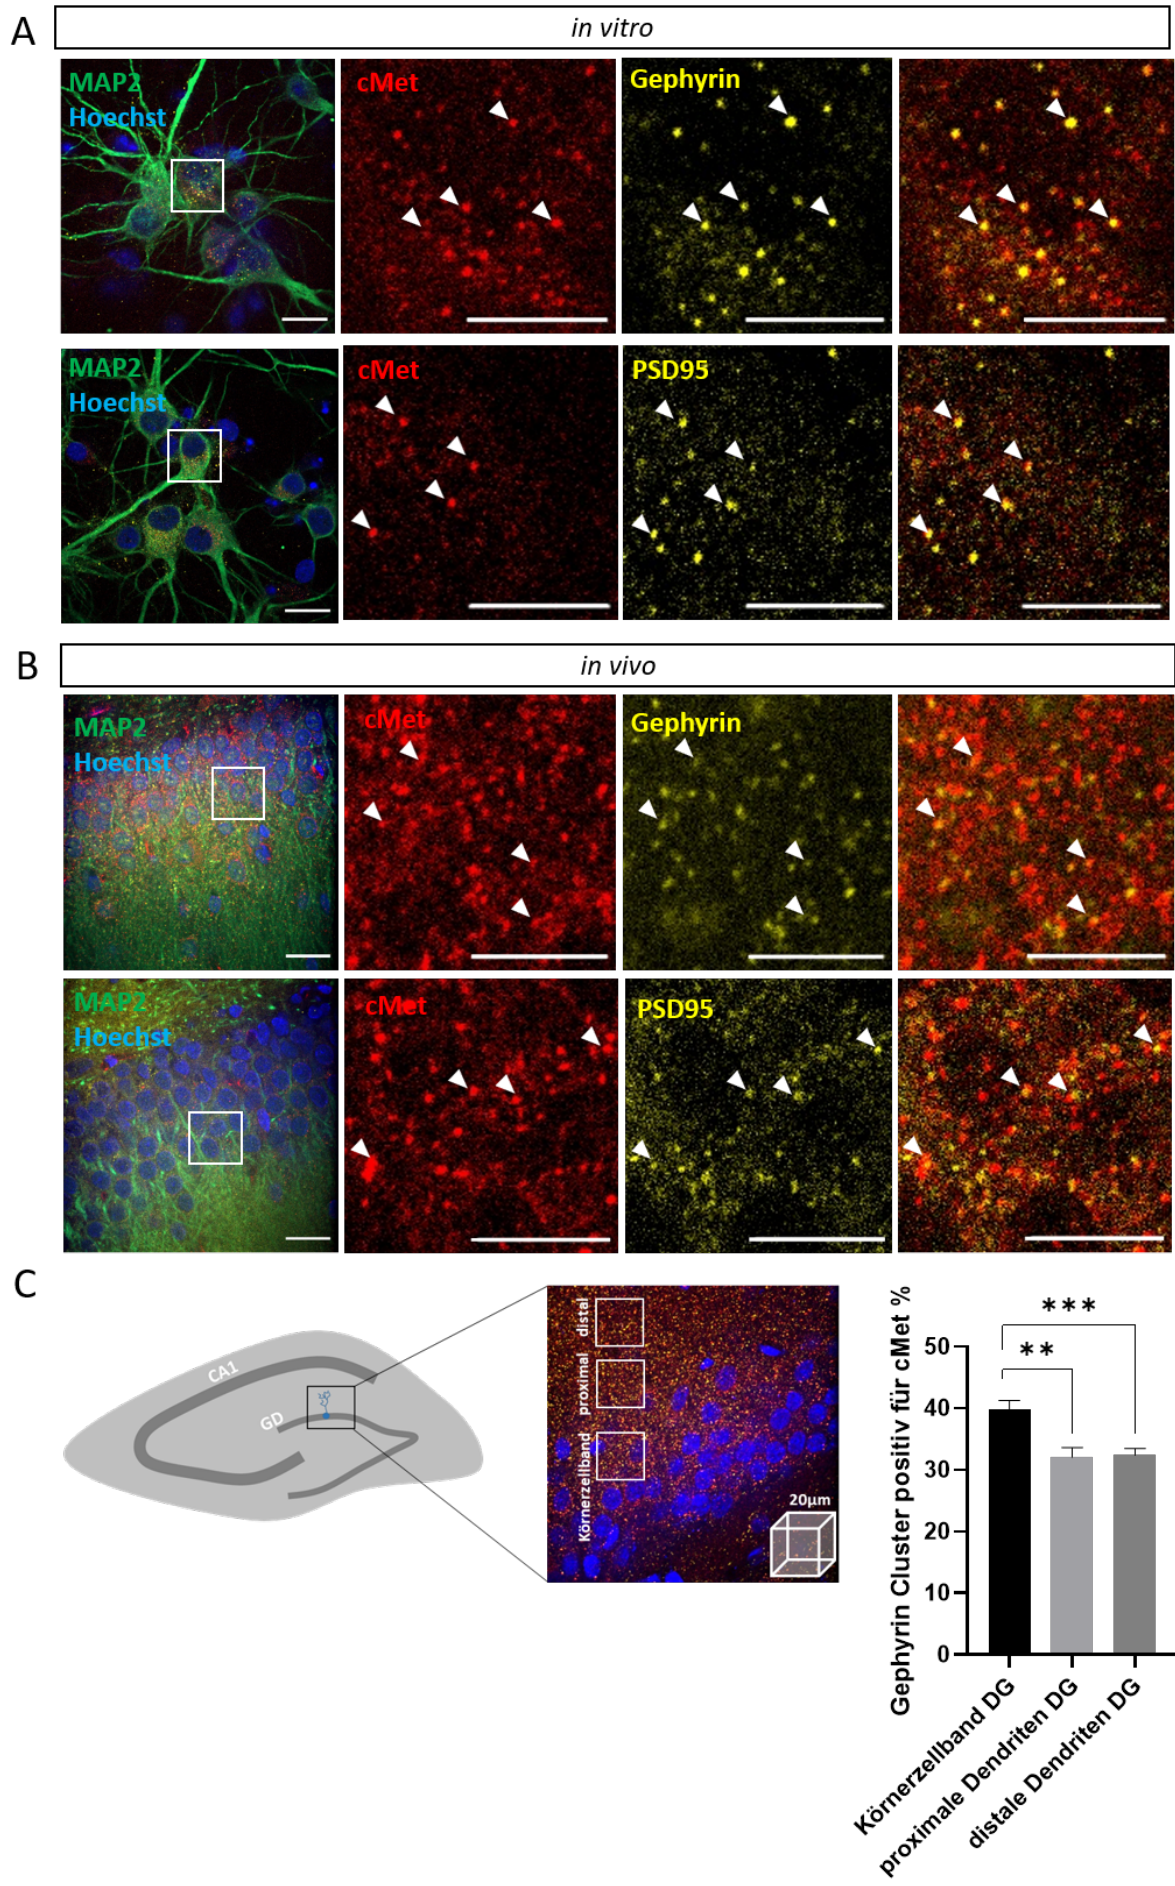 A
in vitro
MAP2
Hoechst
cMet
Gephyrin
MAP2
Hoechst
cMet
PSD95
B
in vivo
MAP2
Hoechst
cMet
Gephyrin
MAP2
Hoechst
cMet
PSD95
C
CA1
GD
distal
proximal
Körnerzellband
20µm
Gephyrin Cluster positiv für cMet %
***
**
50
40
30
20
10
0
Körnerzellband DG
proximale Dendriten DG
distale Dendriten DG